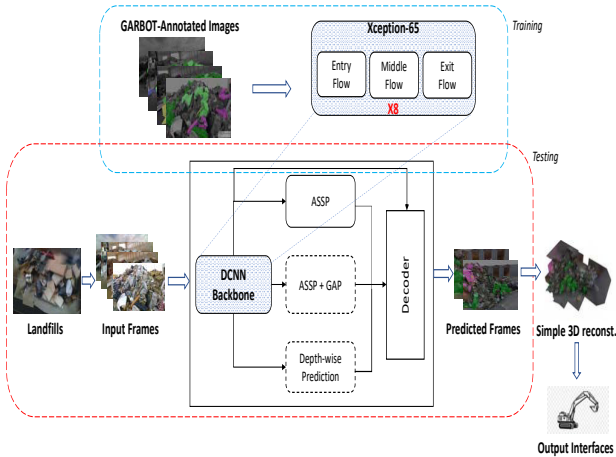 GARBOT-Annotated Images
Xception-65
Training
Entry
Flow
Middle
Flow
Exit
Flow
X8
Testing
ASSP
DCNN
Backbone
ASSP + GAP
Decoder
Depth-wise
Prediction
Landfills
Input Frames
Predicted Frames
Simple 3D reconst.
Output Interfaces